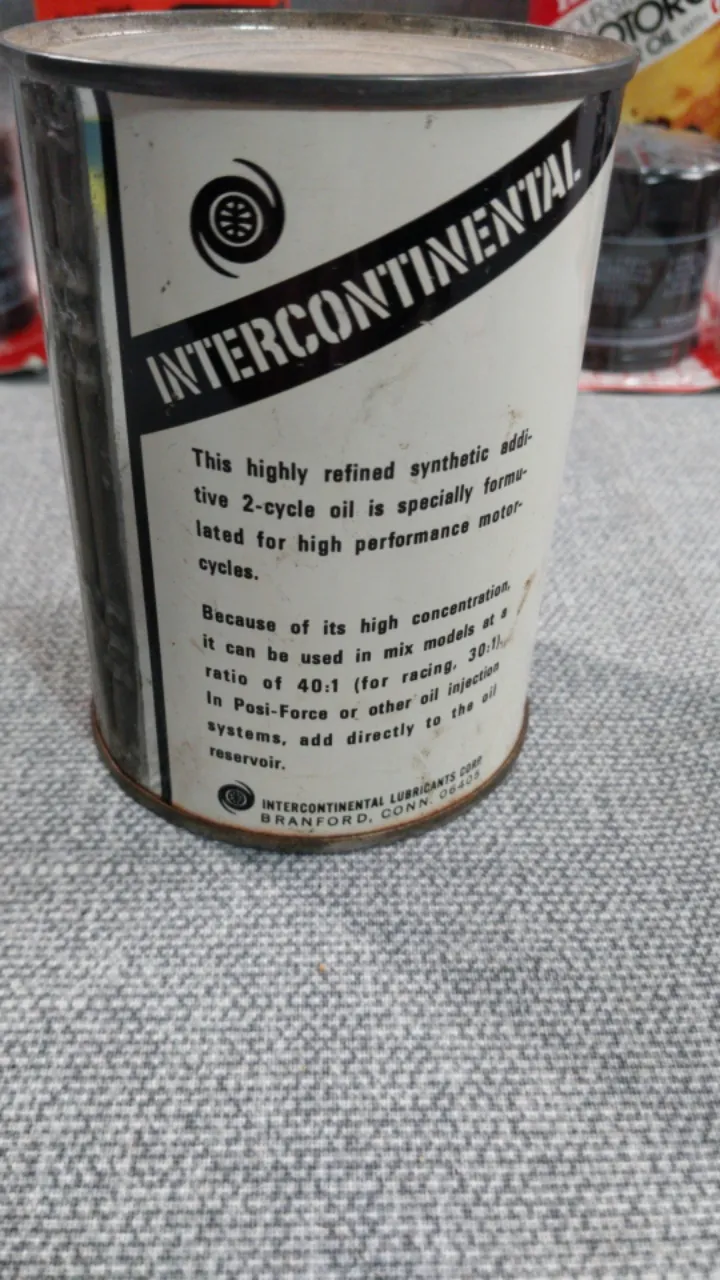 INTERCONTINENTAL
This highly refined synthetic addi-
tive 2-cycle oil is specially formu-
lated for high performance motor-
cycles.
Because of its high concentration,
it can be used in mix models at a
ratio of 40:1 (for racing, 30:1).
In Posi-Force or other oil injection
systems, add directly to the oil
reservoir.
INTERCONTINENTAL LUBRICANTS CORP.
BRANFORD, CONN. 06405
OIL